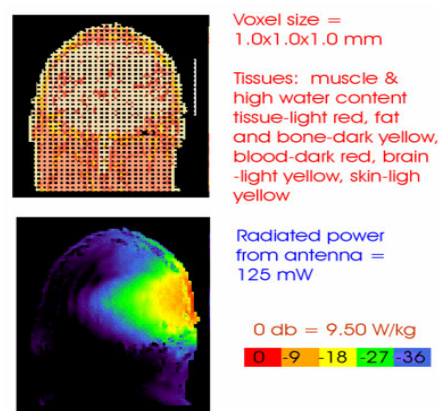 Voxel size =
1.0x1.0x1.0 mm
Tissues: muscle &
high water content
tissue-light red, fat
and bone-dark yellow,
blood-dark red, brain
-light yellow, skin-ligh
yellow
Radiated power
from antenna =
125 mW
0 db = 9.50 W/kg
0 -9 -18 -27 -36